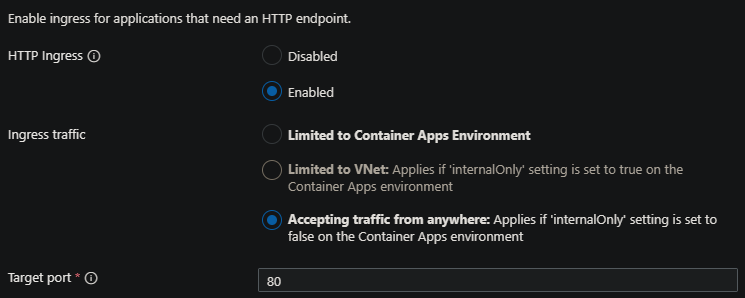 Enable ingress for applications that need an HTTP endpoint.
HTTP Ingress
Disabled
Enabled
Ingress traffic
Limited to Container Apps Environment
Limited to VNet: Applies if 'internalOnly' setting is set to true on the
Container Apps environment
Accepting traffic from anywhere: Applies if 'internalOnly' setting is set to
false on the Container Apps environment
Target port *
80